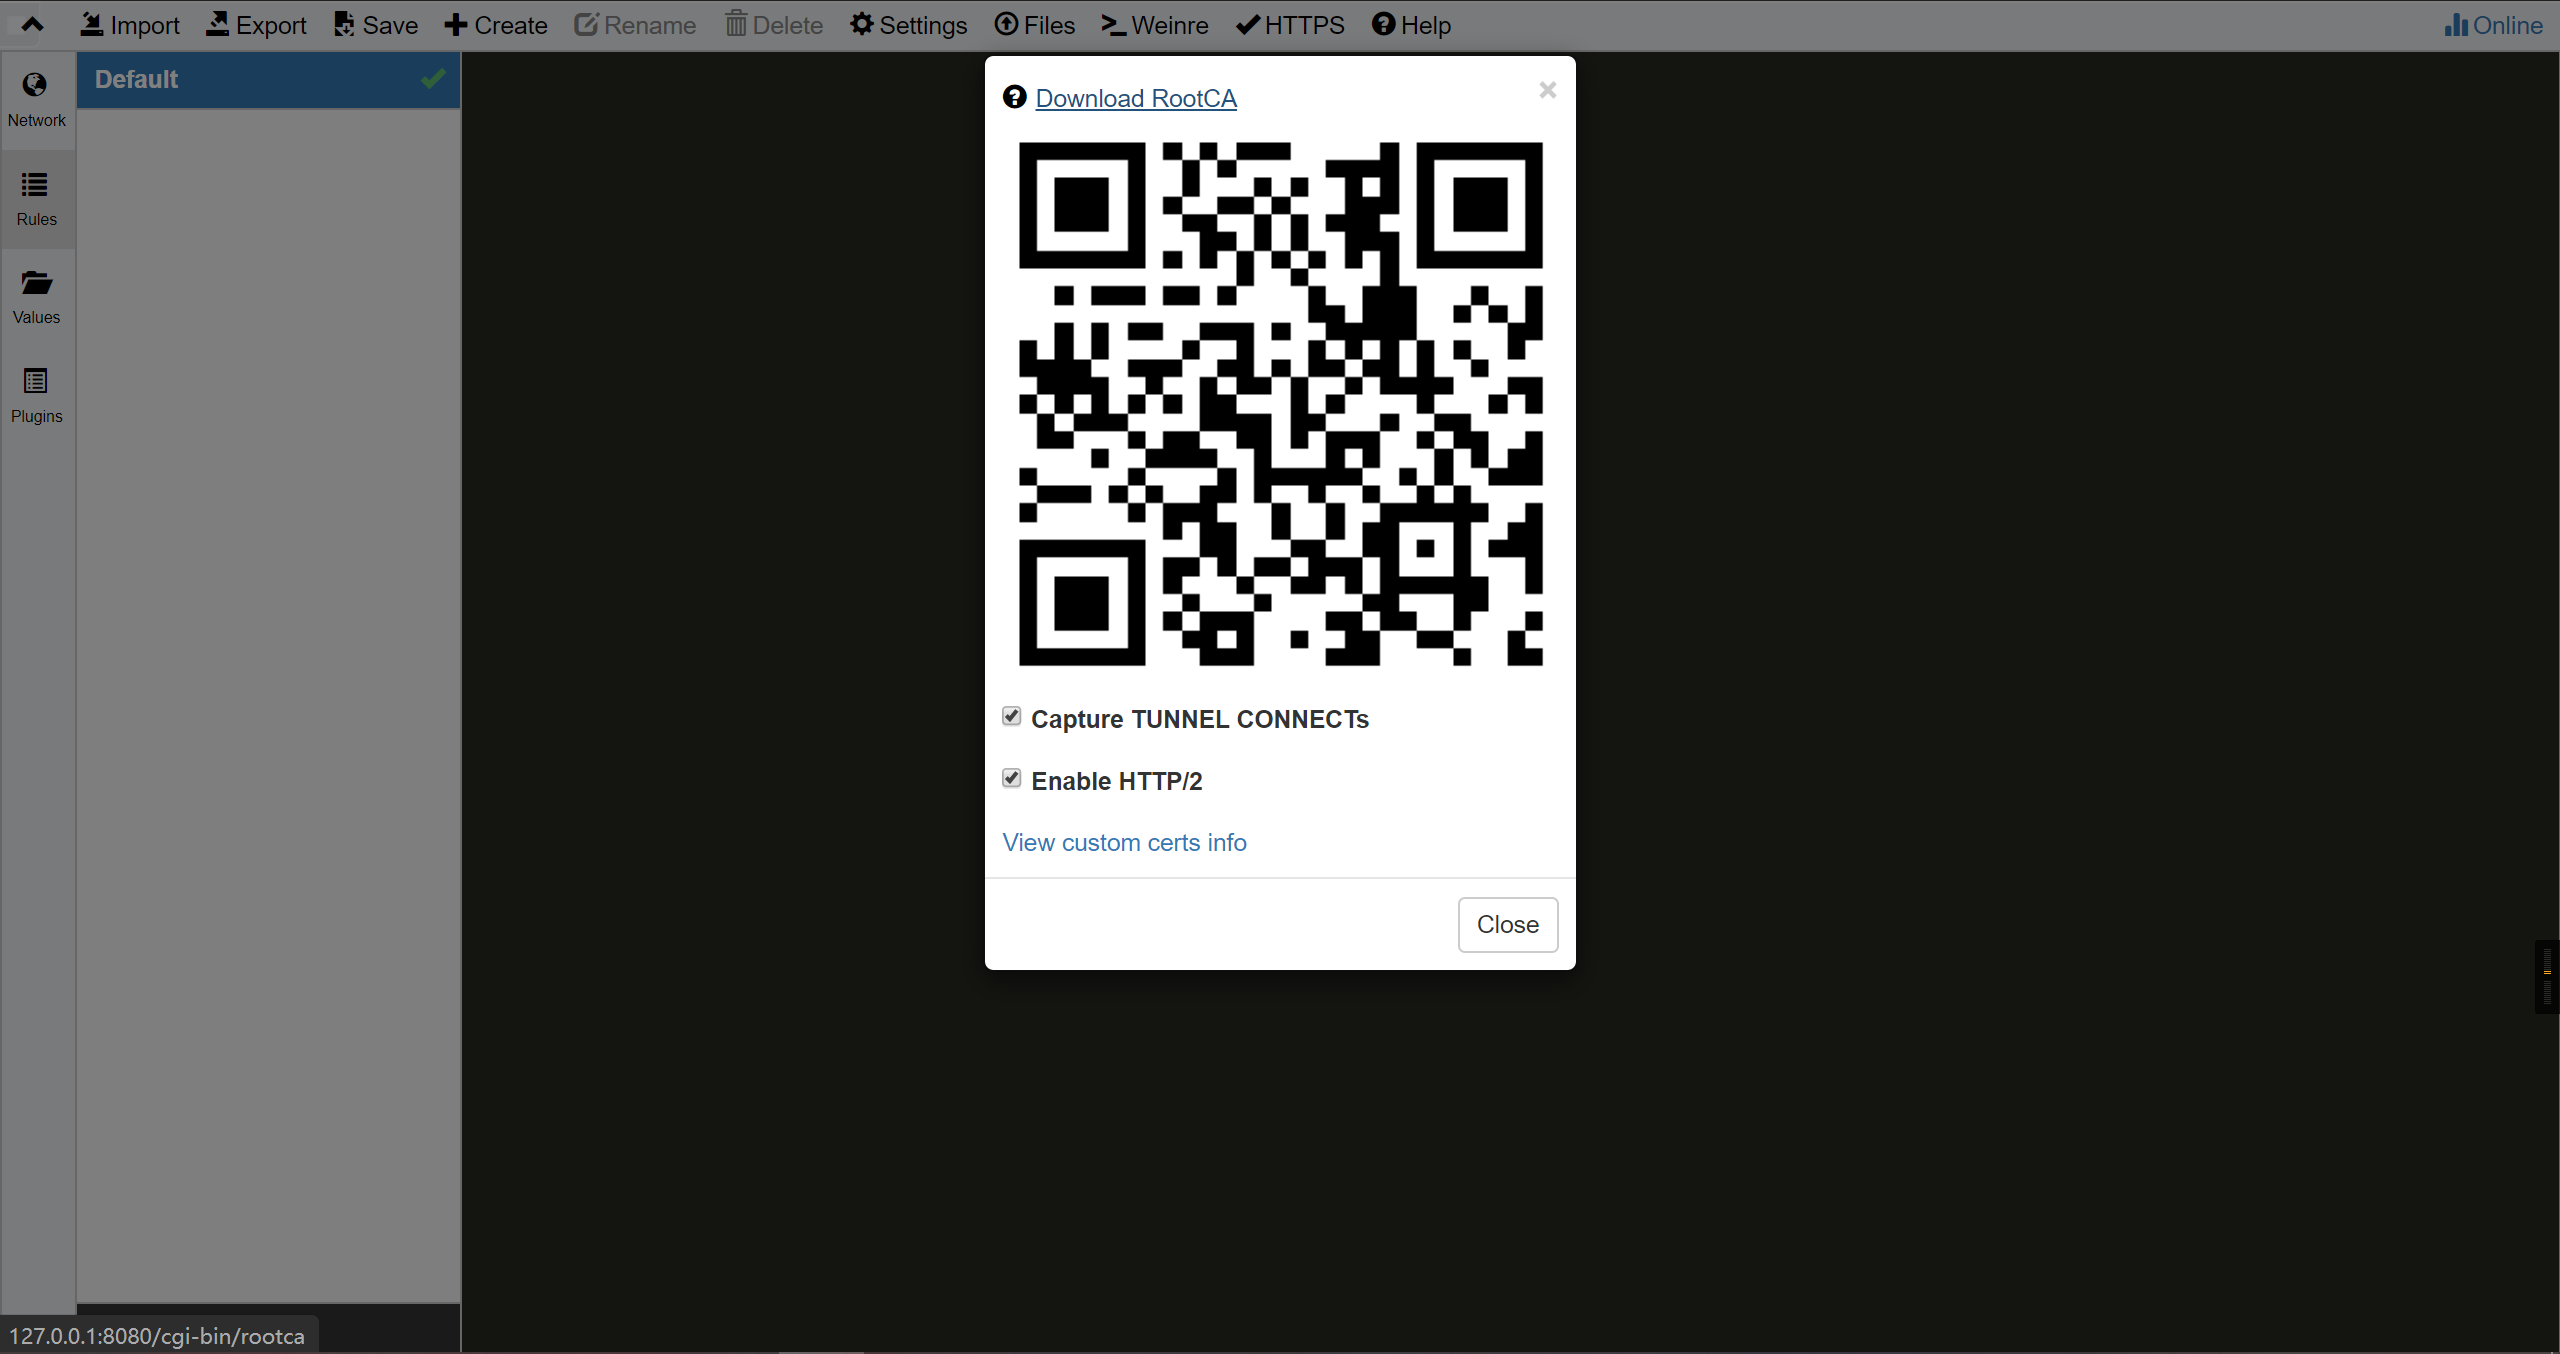 Import Export Save Create Rename Delete Settings Files Weinre HTTPS Help Online
Network
Rules
Values
Plugins
Default
Download RootCA
×
Capture TUNNEL CONNECTs
Enable HTTP/2
View custom certs info
Close
127.0.0.1:8080/cgi-bin/rootca